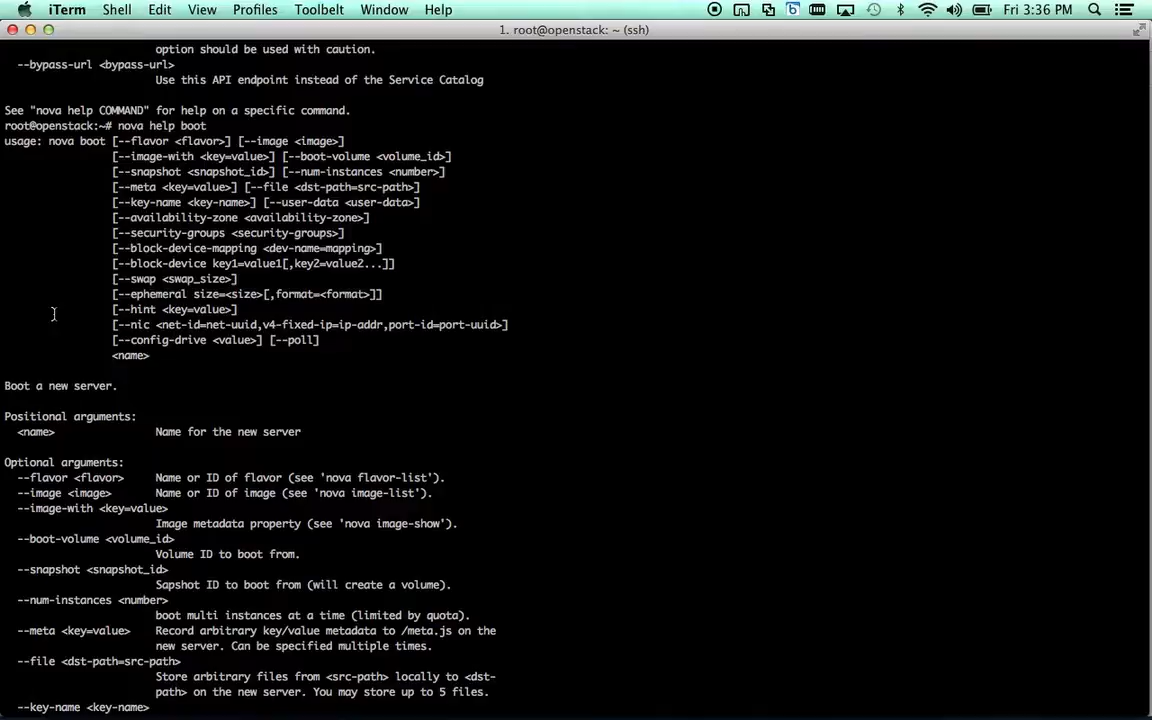 iTerm Shell Edit View Profiles Toolbelt Window Help Fri 3:36 PM
1. root@openstack: ~ (ssh)
option should be used with caution.
--bypass-url <bypass-url>
Use this API endpoint instead of the Service Catalog
See "nova help COMMAND" for help on a specific command.
root@openstack:~# nova help boot
usage: nova boot [--flavor <flavor>] [--image <image>]
[--image-with <key=value>] [--boot-volume <volume_id>]
[--snapshot <snapshot_id>] [--num-instances <number>]
[--meta <key=value>] [--file <dst-path=src-path>]
[--key-name <key-name>] [--user-data <user-data>]
[--availability-zone <availability-zone>]
[--security-groups <security-groups>]
[--block-device-mapping <dev-name=mapping>]
[--block-device key1=value1[,key2=value2...]]
[--swap <swap_size>]
[--ephemeral size=<size>[,format=<format>]]
[--hint <key=value>]
[--nic <net-id=net-uuid,v4-fixed-ip=ip-addr,port-id=port-uuid>]
[--config-drive <value>] [--poll]
<name>
Boot a new server.
Positional arguments:
<name> Name for the new server
Optional arguments:
--flavor <flavor> Name or ID of flavor (see 'nova flavor-list').
--image <image> Name or ID of image (see 'nova image-list').
--image-with <key=value>
Image metadata property (see 'nova image-show').
--boot-volume <volume_id>
Volume ID to boot from.
--snapshot <snapshot_id>
Sapshot ID to boot from (will create a volume).
--num-instances <number>
boot multi instances at a time (limited by quota).
--meta <key=value> Record arbitrary key/value metadata to /meta.js on the
new server. Can be specified multiple times.
--file <dst-path=src-path>
Store arbitrary files from <src-path> locally to <dst-
path> on the new server. You may store up to 5 files.
--key-name <key-name>